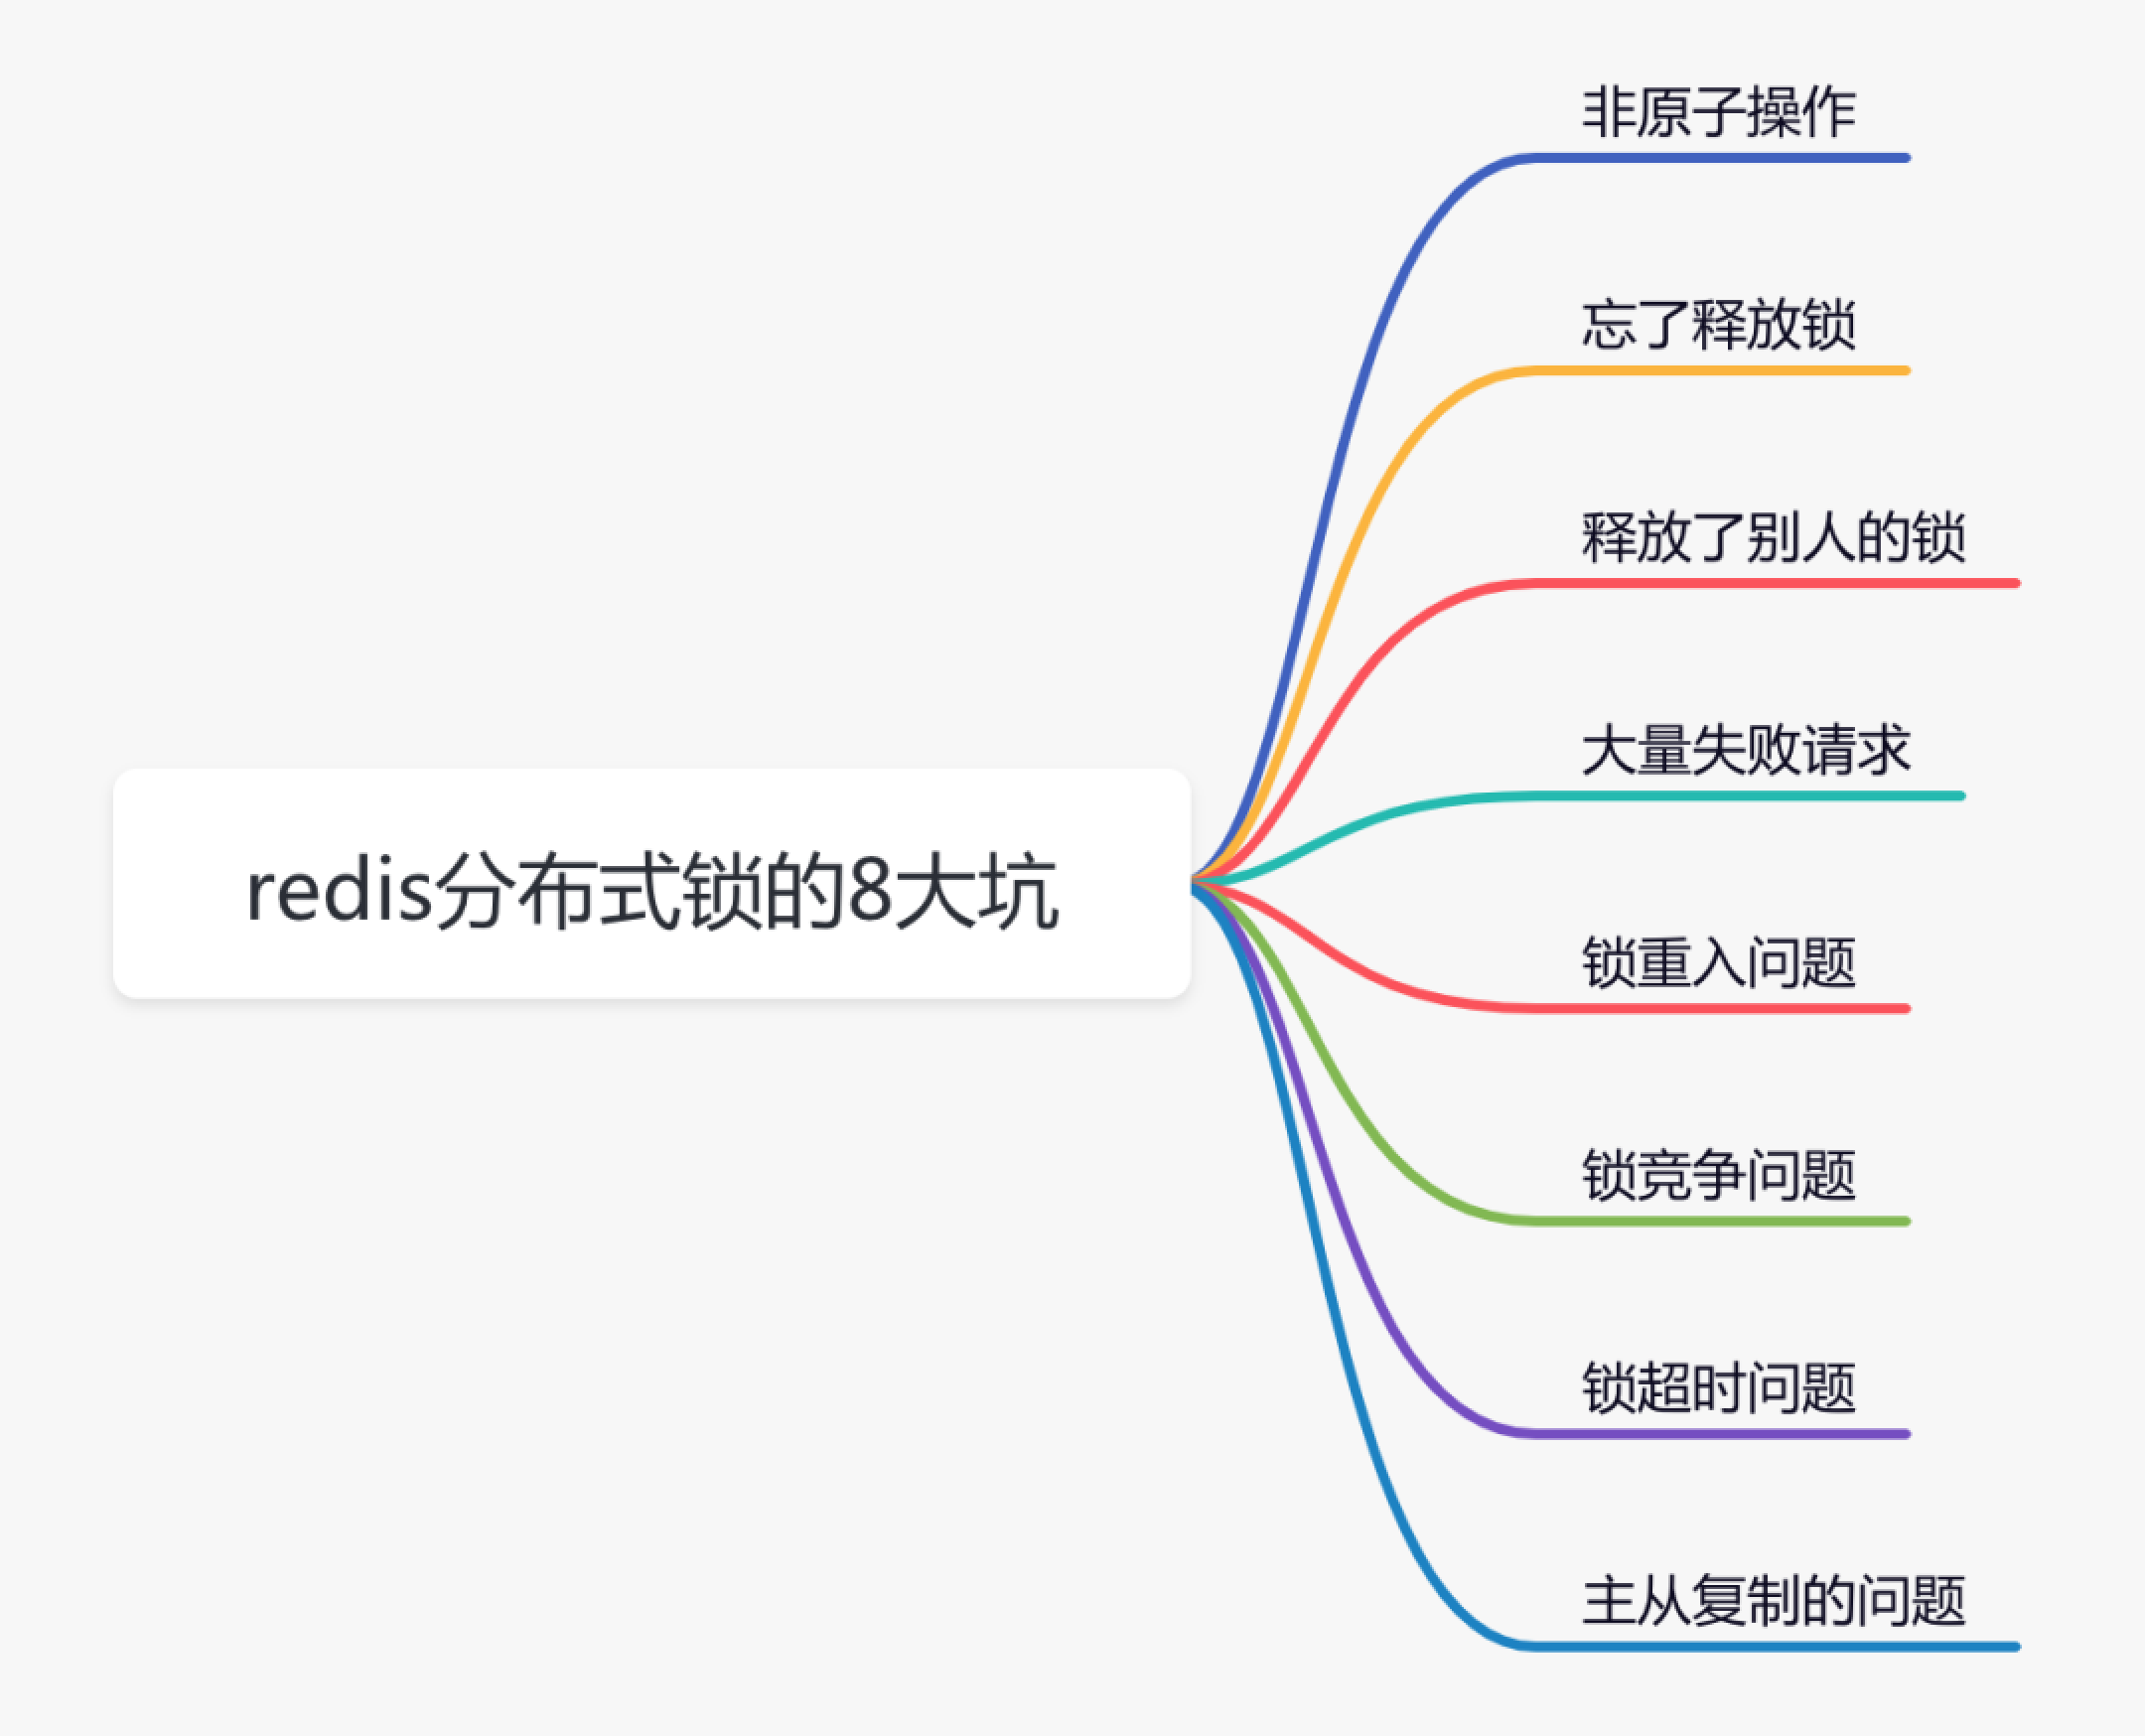 非原子操作
忘了释放锁
释放了别人的锁
大量失败请求
redis分布式锁的8大坑
锁重入问题
锁竞争问题
锁超时问题
主从复制的问题